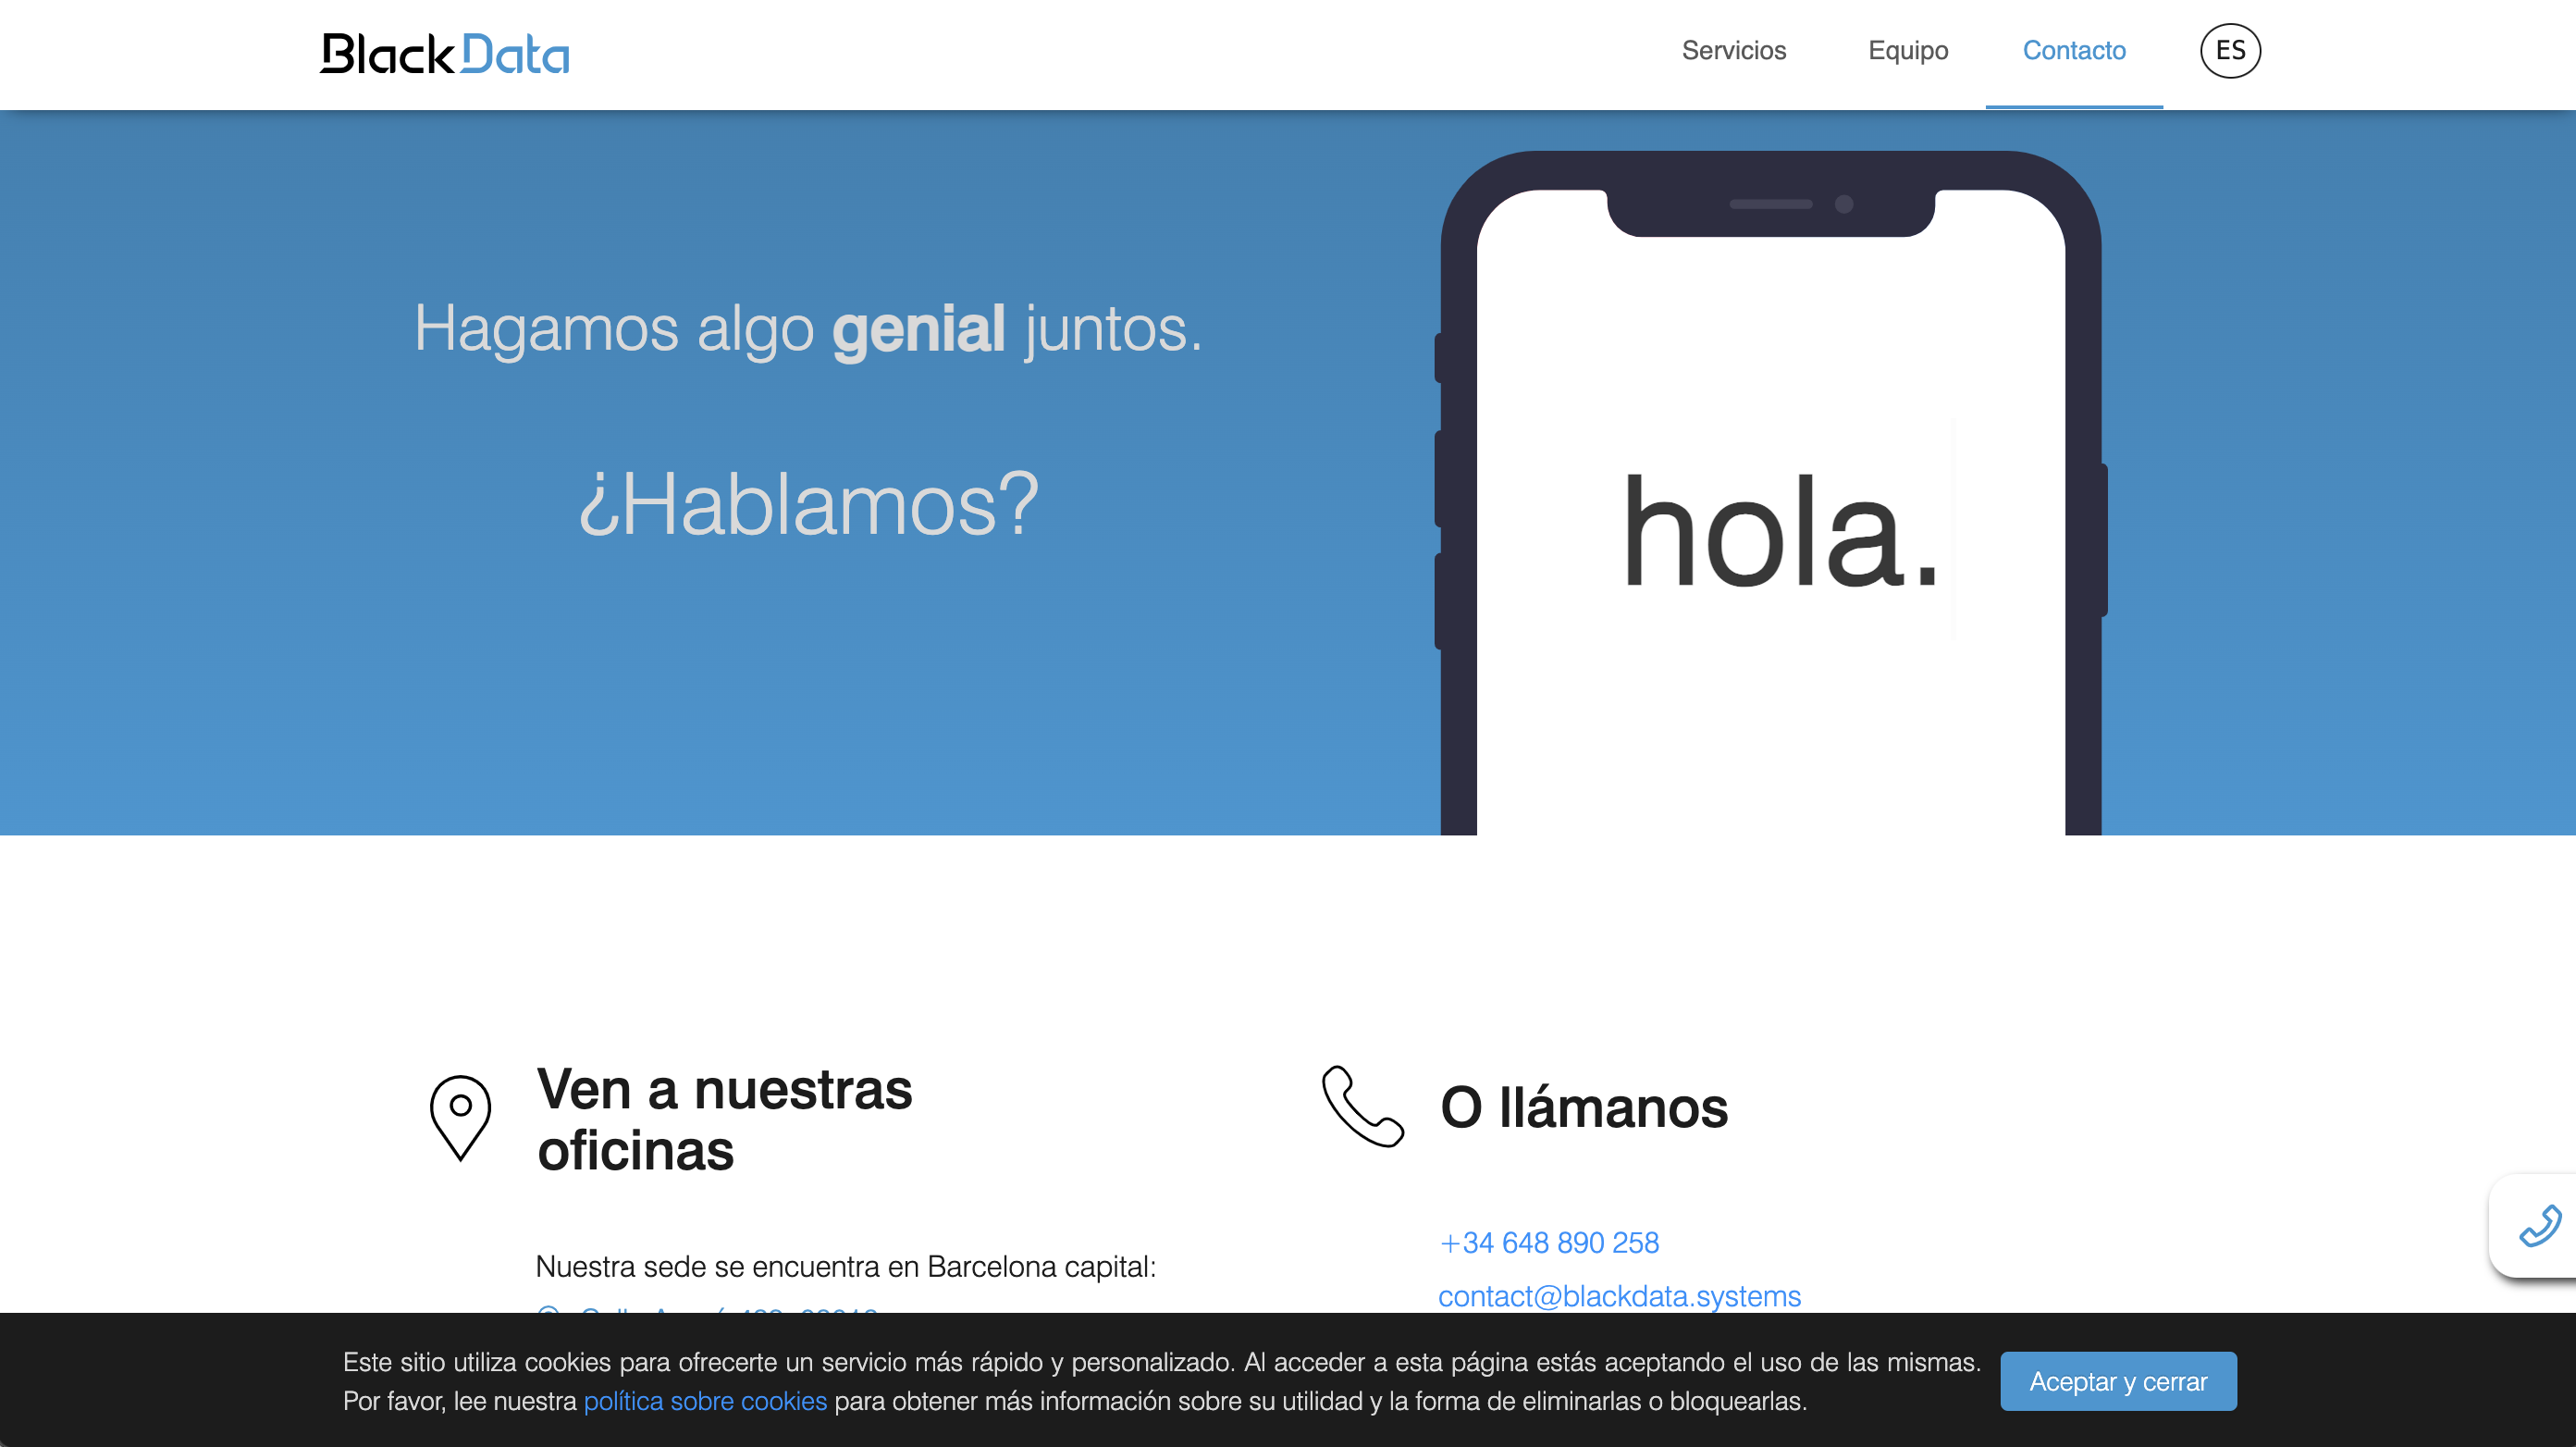 BlackData
Servicios
Equipo
Contacto
ES
Hagamos algo genial juntos.
¿Hablamos?
hola.
Ven a nuestras
oficinas
O llámanos
Nuestra sede se encuentra en Barcelona capital:
+34 648 890 258
contact@blackdata.systems
Este sitio utiliza cookies para ofrecerte un servicio más rápido y personalizado. Al acceder a esta página estás aceptando el uso de las mismas.
Por favor, lee nuestra política sobre cookies para obtener más información sobre su utilidad y la forma de eliminarlas o bloquearlas.
Aceptar y cerrar